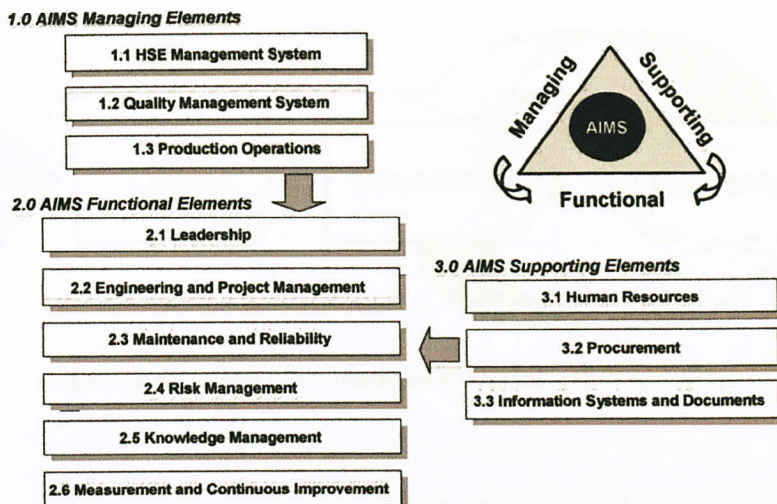 1.0 AIMS Managing Elements
1.1 HSE Management System
1.2 Quality Management System
1.3 Production Operations
Managing
Supporting
AIMS
Functional
2.0 AIMS Functional Elements
2.1 Leadership
2.2 Engineering and Project Management
2.3 Maintenance and Reliability
2.4 Risk Management
2.5 Knowledge Management
2.6 Measurement and Continuous Improvement
3.0 AIMS Supporting Elements
3.1 Human Resources
3.2 Procurement
3.3 Information Systems and Documents